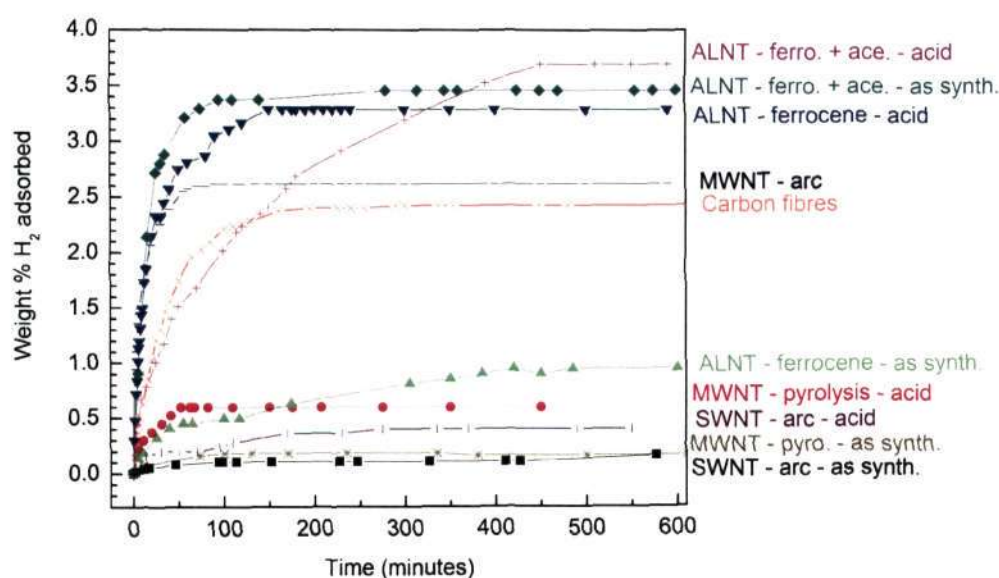 4.0
3.5
3.0
2.5
2.0
1.5
1.0
0.5
0.0
Weight % H₂ adsorbed
0
100
200
300
400
500
600
Time (minutes)
ALNT - ferro. + ace. - acid
ALNT - ferro. + ace. - as synth.
ALNT - ferrocene - acid
MWNT - arc
Carbon fibres
ALNT - ferrocene - as synth.
MWNT - pyrolysis - acid
SWNT - arc - acid
MWNT - pyro. - as synth.
SWNT - arc - as synth.